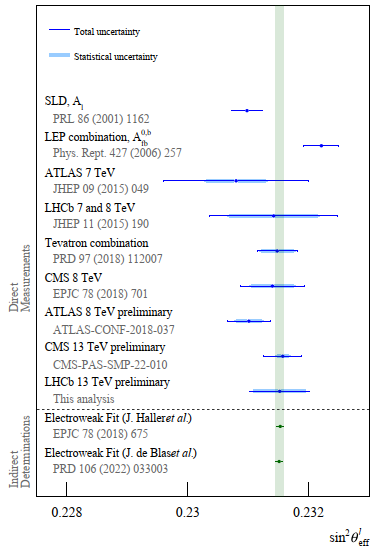 Total uncertainty
Statistical uncertainty
SLD, A_l
PRL 86 (2001) 1162
LEP combination, A_fb^0,b
Phys. Rept. 427 (2006) 257
ATLAS 7 TeV
JHEP 09 (2015) 049
LHCb 7 and 8 TeV
JHEP 11 (2015) 190
Tevatron combination
PRD 97 (2018) 112007
CMS 8 TeV
EPJC 78 (2018) 701
ATLAS 8 TeV preliminary
ATLAS-CONF-2018-037
CMS 13 TeV preliminary
CMS-PAS-SMP-22-010
LHCb 13 TeV preliminary
This analysis
Electroweak Fit (J. Haller et al.)
EPJC 78 (2018) 675
Electroweak Fit (J. de Blas et al.)
PRD 106 (2022) 033003
Direct
Measurements
Indirect
Determinations
0.228 0.23 0.232
sin²θ_eff^l